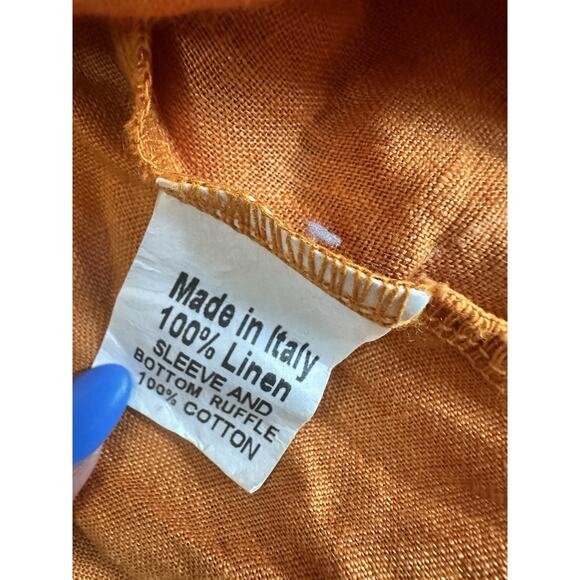 Made in Italy
100% Linen
SLEEVE AND
BOTTOM RUFFLE
100% COTTON